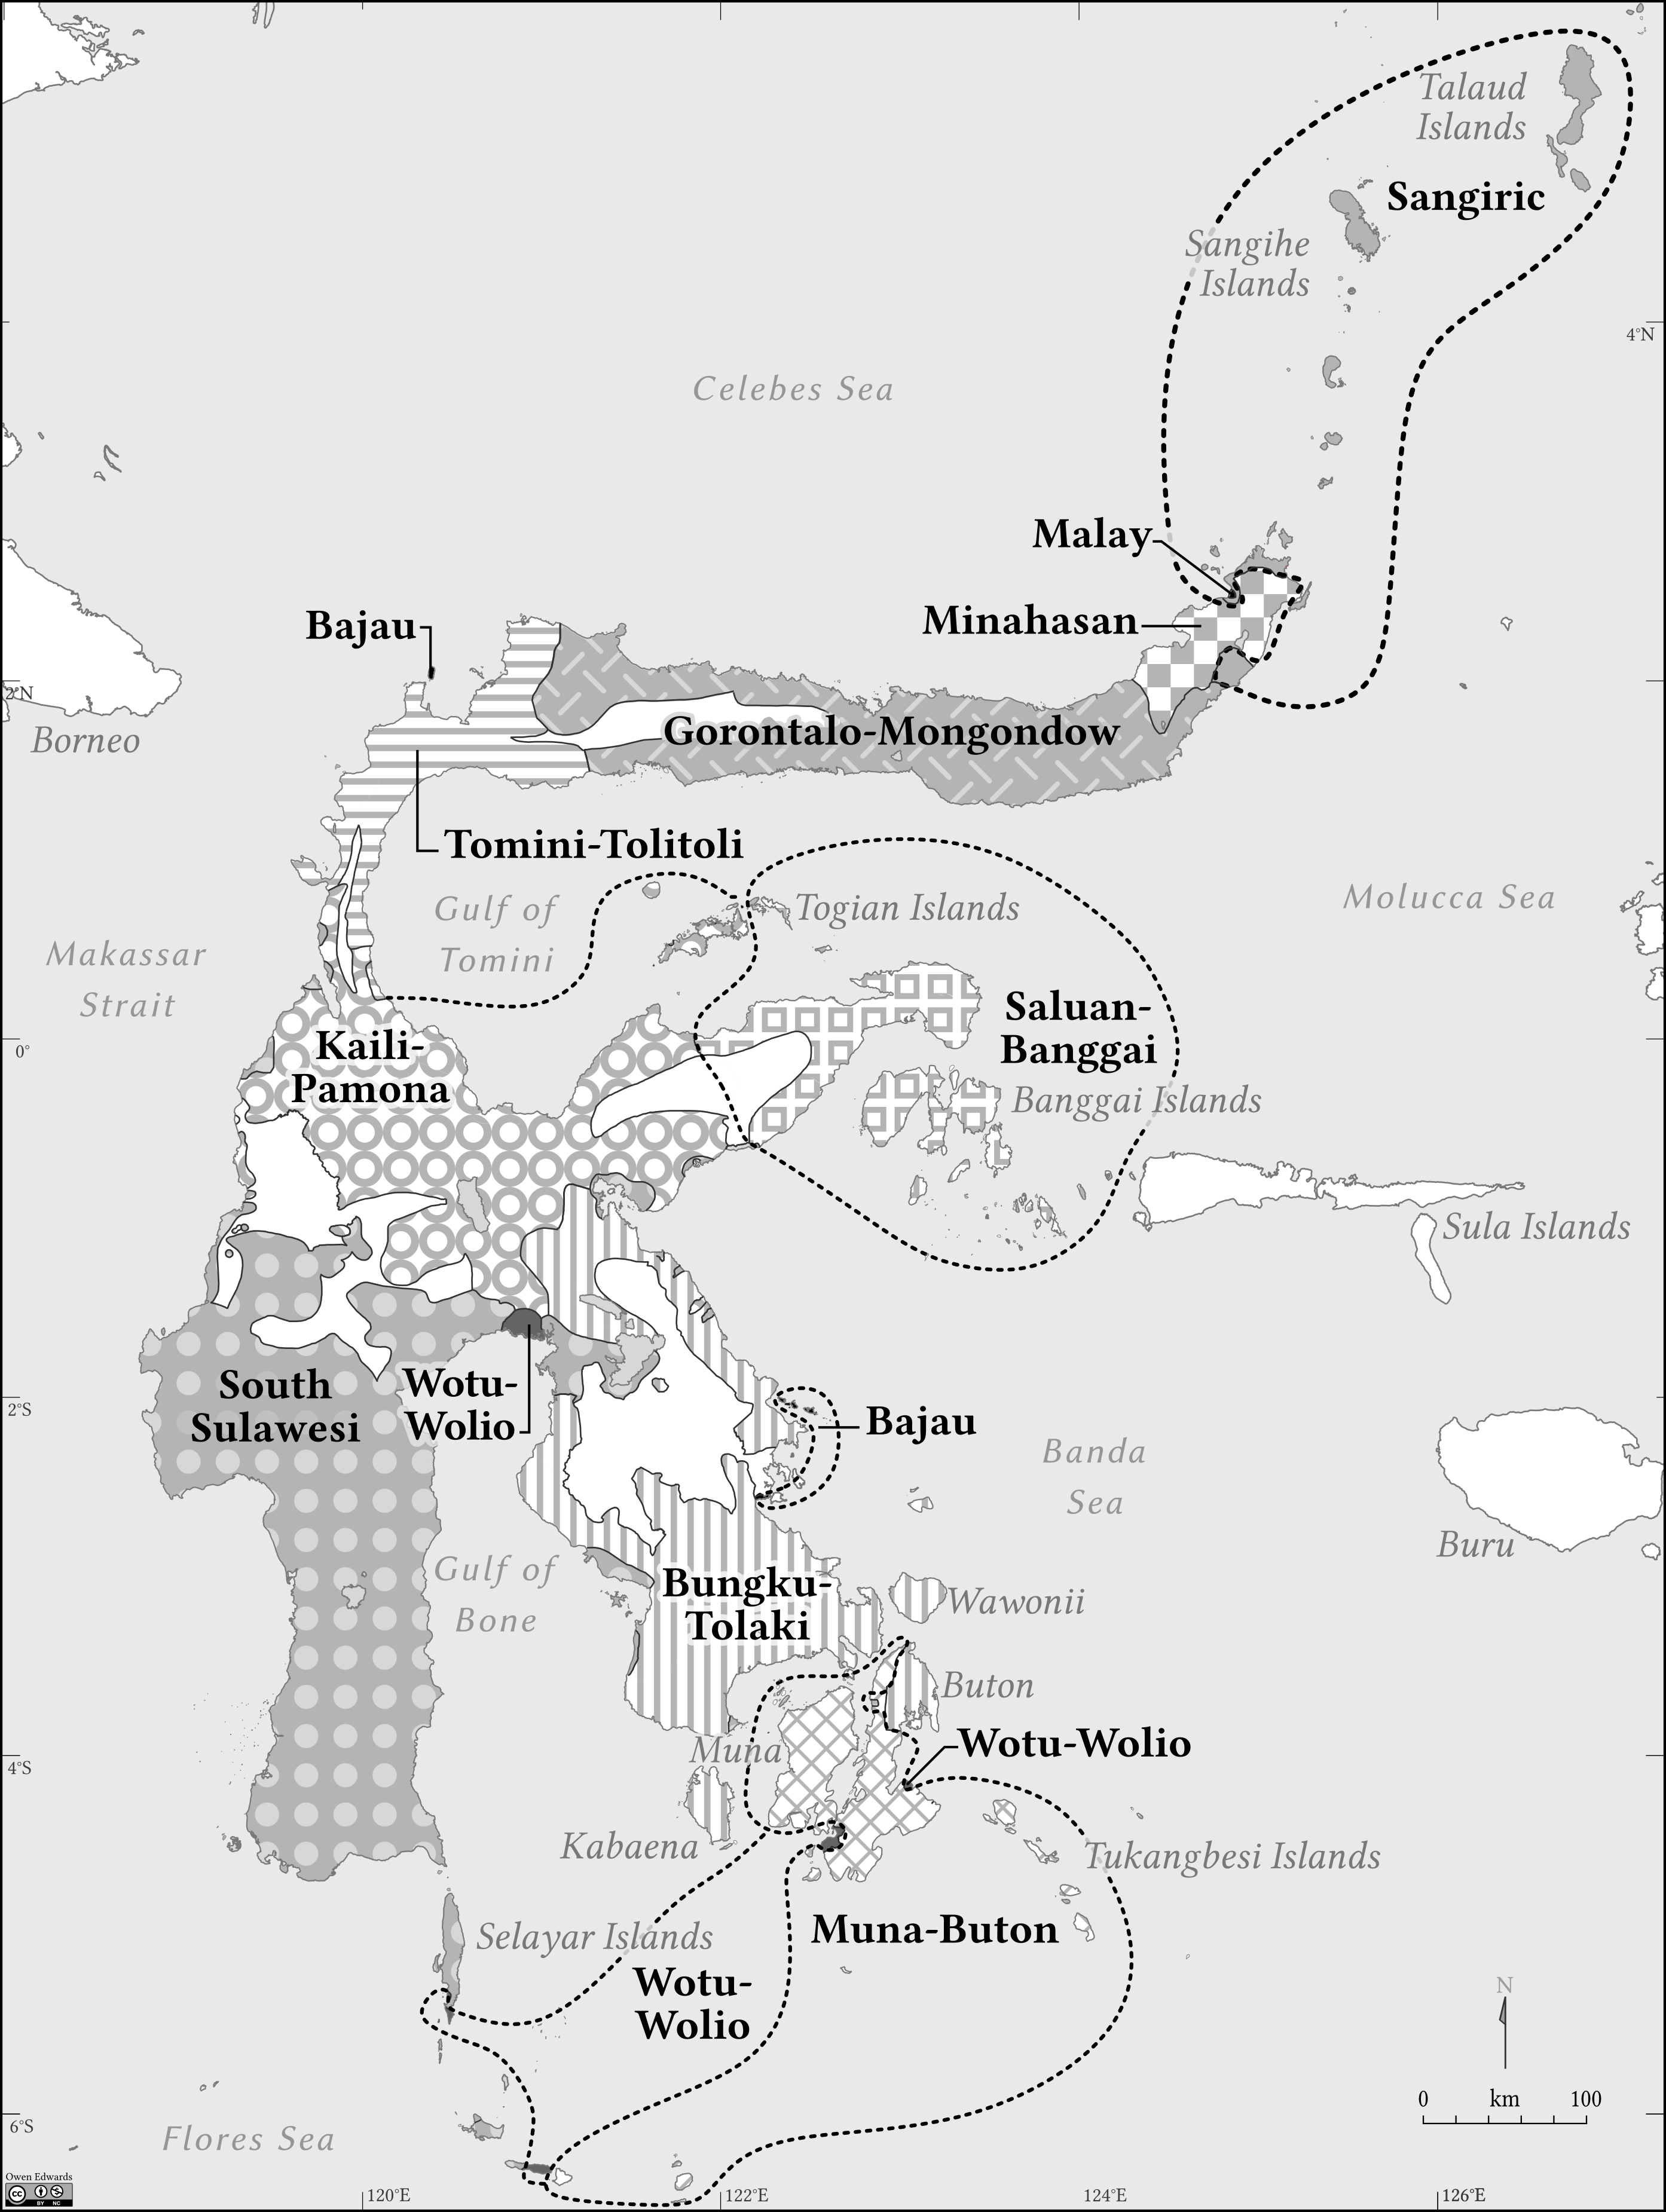 Talaud
Islands
Sangiric
Sangihe
Islands
4°N
Celebes Sea
Malay
Minahasan
Bajau
2°N
Borneo
Gorontalo-Mongondow
Tomini-Tolitoli
Gulf of
Tomini
Togian Islands
Molucca Sea
Makassar
Strait
Saluan-
Banggai
Kaili-
Pamona
0°
Banggai Islands
Sula Islands
South
Sulawesi
Wotu-
Wolio
2°S
Bajau
Banda
Sea
Buru
Gulf of
Bone
Bungku-
Tolaki
Wawonii
Buton
Wotu-Wolio
Muna
4°S
Kabaena
Tukangbesi Islands
Selayar Islands
Muna-Buton
Wotu-
Wolio
N
0 km 100
6°S
Flores Sea
Owen Edwards
cc
BY NC
120°E
122°E
124°E
126°E